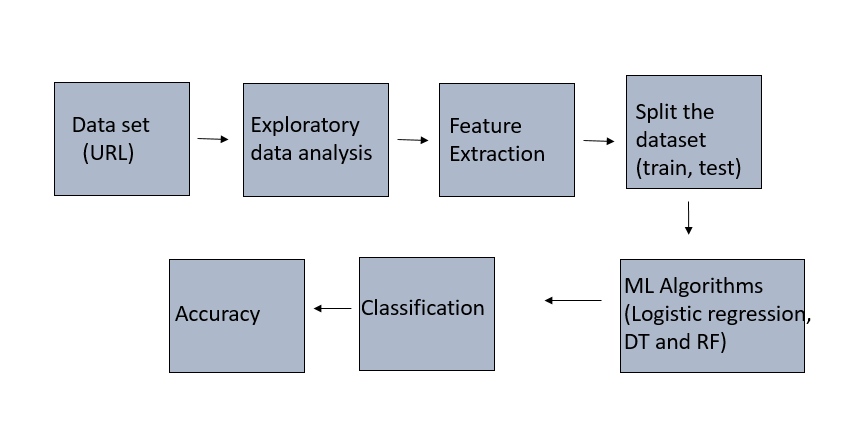 Data set
(URL)
Exploratory
data analysis
Feature
Extraction
Split the
dataset
(train, test)
ML Algorithms
(Logistic regression,
DT and RF)
Classification
Accuracy